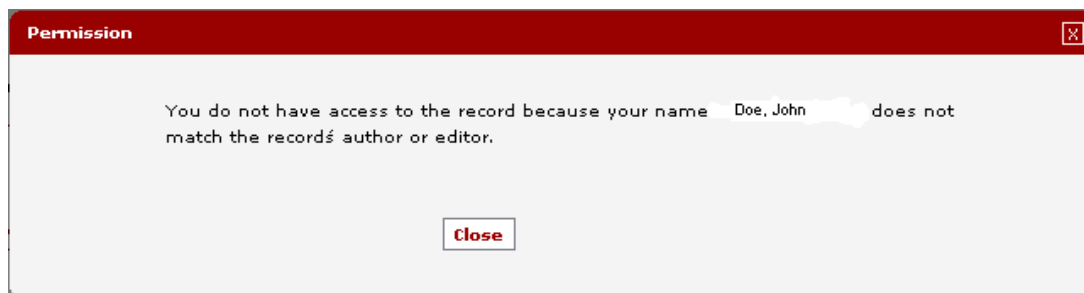 Permission
X
You do not have access to the record because your name Doe, John does not
match the recordś author or editor.
Close